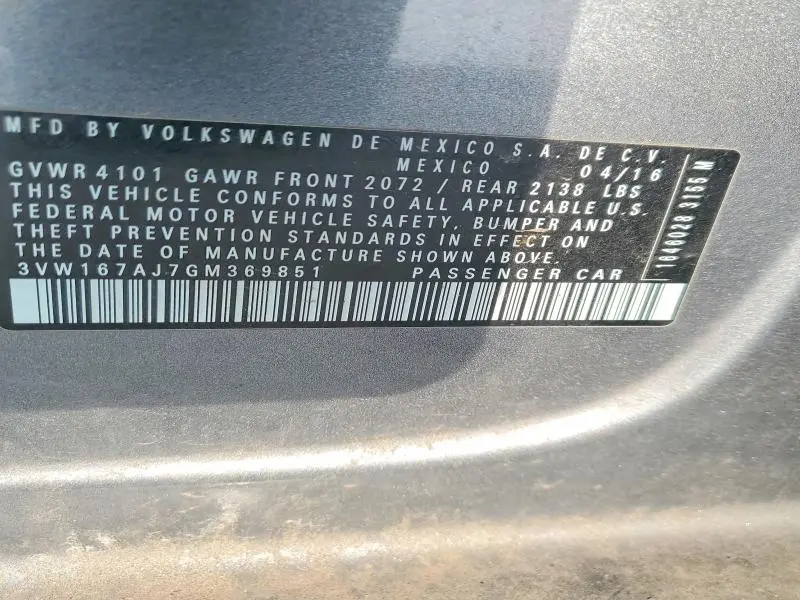 MFD BY VOLKSWAGEN DE MEXICO S.A. DE C.V.
MEXICO 04/16
GVWR 4101 GAWR FRONT 2072 / REAR 2138 LBS
THIS VEHICLE CONFORMS TO ALL APPLICABLE U.S.
FEDERAL MOTOR VEHICLE SAFETY, BUMPER AND
THEFT PREVENTION STANDARDS IN EFFECT ON
THE DATE OF MANUFACTURE SHOWN ABOVE.
3VW167AJ7GM369851 PASSENGER CAR